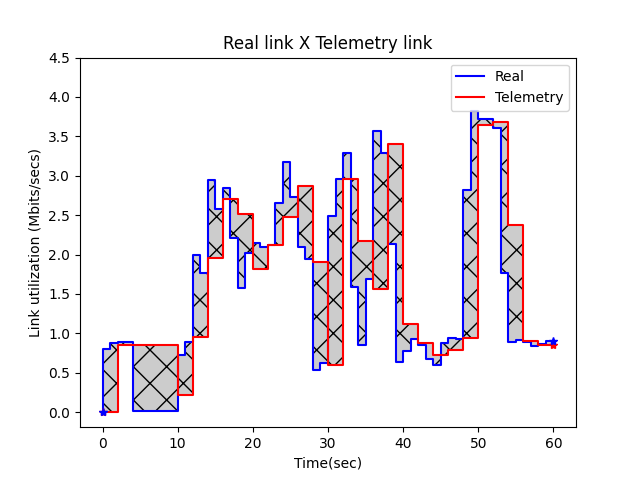 Real link X Telemetry link
Real
Telemetry
Link utilization (Mbits/secs)
4.5
4.0
3.5
3.0
2.5
2.0
1.5
1.0
0.5
0.0
0 10 20 30 40 50 60
Time(sec)